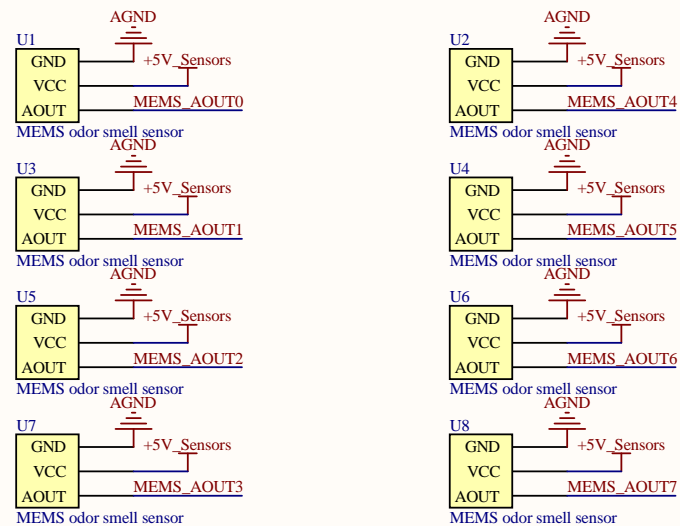 AGND
U1
GND
+5V_Sensors
VCC
AOUT
MEMS_AOUT0
MEMS odor smell sensor
AGND
U2
GND
+5V_Sensors
VCC
AOUT
MEMS_AOUT4
MEMS odor smell sensor
AGND
U3
GND
+5V_Sensors
VCC
AOUT
MEMS_AOUT1
MEMS odor smell sensor
AGND
U4
GND
+5V_Sensors
VCC
AOUT
MEMS_AOUT5
MEMS odor smell sensor
AGND
U5
GND
+5V_Sensors
VCC
AOUT
MEMS_AOUT2
MEMS odor smell sensor
AGND
U6
GND
+5V_Sensors
VCC
AOUT
MEMS_AOUT6
MEMS odor smell sensor
AGND
U7
GND
+5V_Sensors
VCC
AOUT
MEMS_AOUT3
MEMS odor smell sensor
AGND
U8
GND
+5V_Sensors
VCC
AOUT
MEMS_AOUT7
MEMS odor smell sensor